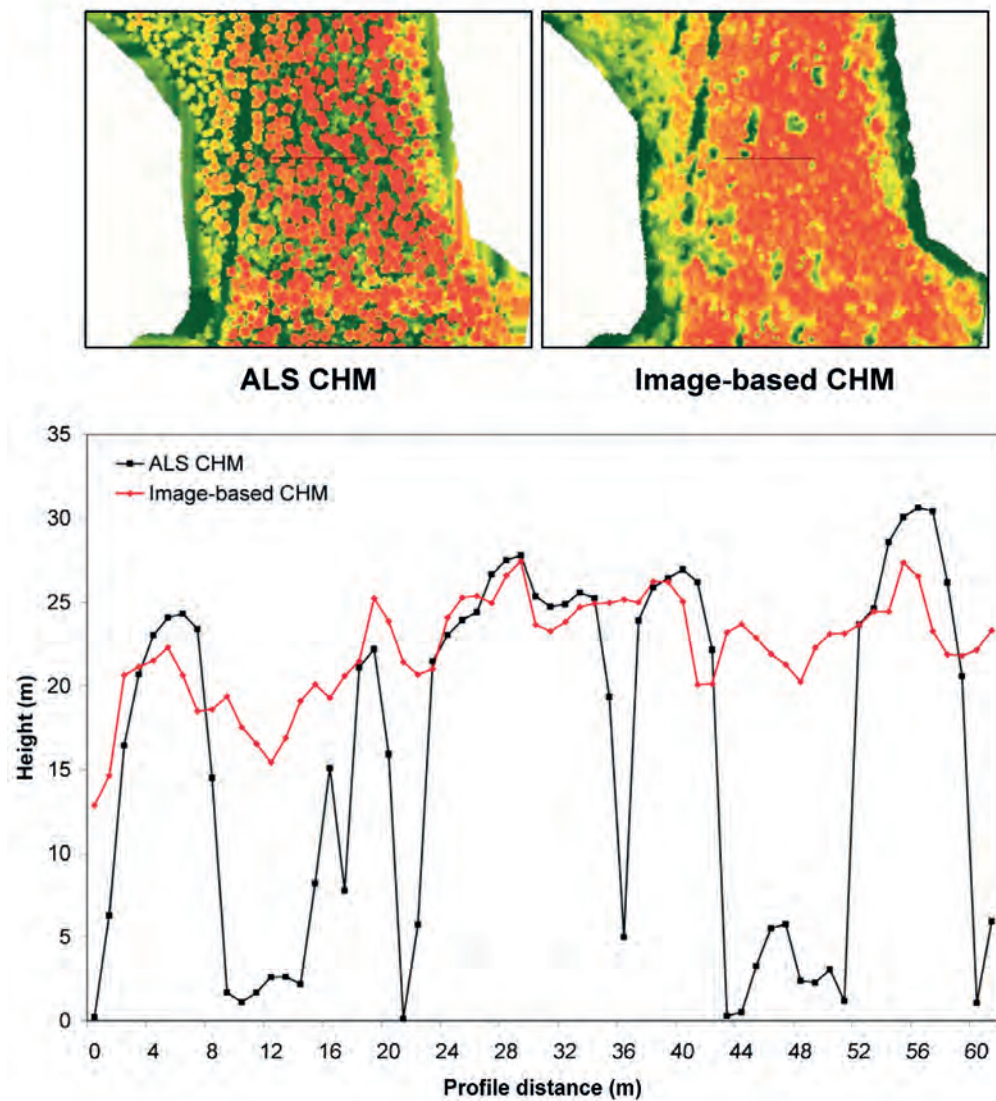 ALS CHM
Image-based CHM
35
30
25
20
15
10
5
0
Height (m)
ALS CHM
Image-based CHM
0 4 8 12 16 20 24 28 32 36 40 44 48 52 56 60
Profile distance (m)